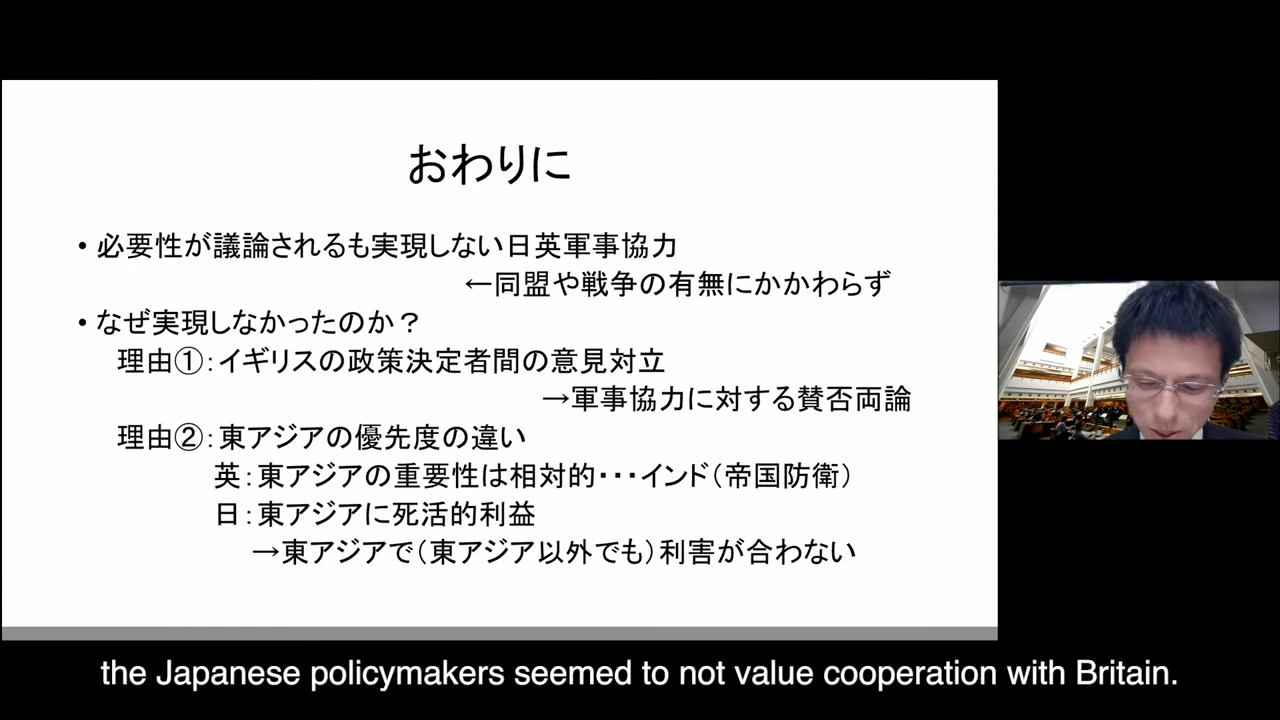 おわりに
• 必要性が議論されるも実現しない日英軍事協力
←同盟や戦争の有無にかかわらず
• なぜ実現しなかったのか？
理由①：イギリスの政策決定者間の意見対立
→軍事協力に対する賛否両論
理由②：東アジアの優先度の違い
英：東アジアの重要性は相対的・・・インド（帝国防衛）
日：東アジアに死活的利益
→東アジアで（東アジア以外でも）利害が合わない
the Japanese policymakers seemed to not value cooperation with Britain.